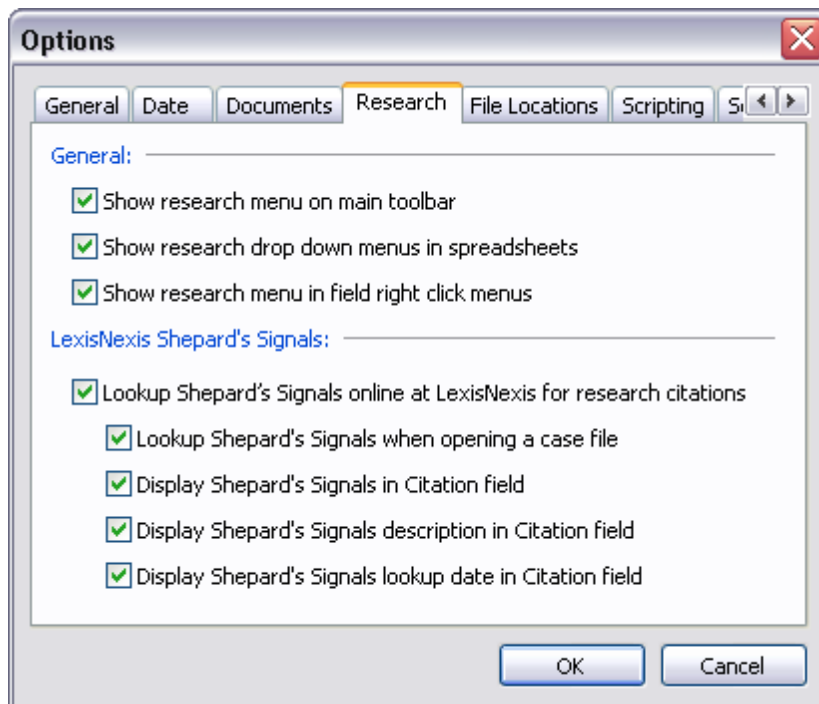 Options
General Date Documents Research File Locations Scripting
General:
Show research menu on main toolbar
Show research drop down menus in spreadsheets
Show research menu in field right click menus
LexisNexis Shepard's Signals:
Lookup Shepard's Signals online at LexisNexis for research citations
Lookup Shepard's Signals when opening a case file
Display Shepard's Signals in Citation field
Display Shepard's Signals description in Citation field
Display Shepard's Signals lookup date in Citation field
OK Cancel